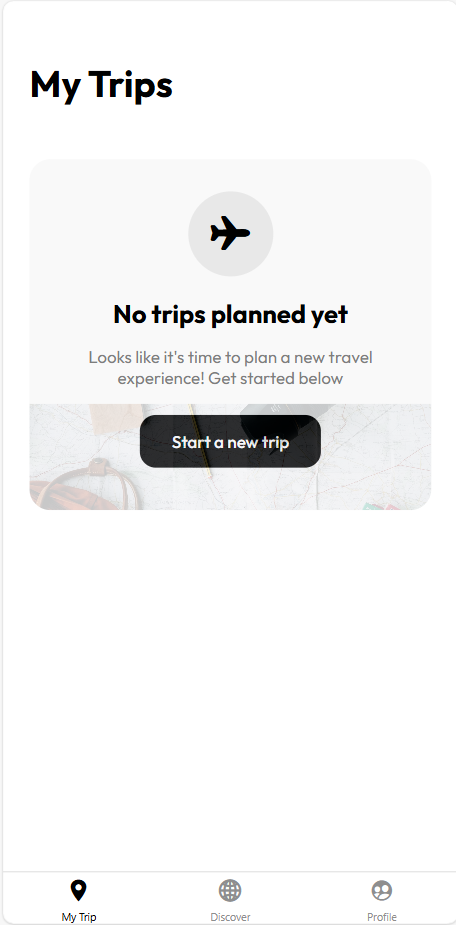 My Trips
No trips planned yet
Looks like it's time to plan a new travel
experience! Get started below
Start a new trip
My Trip
Discover
Profile